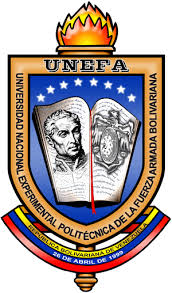 UNEFA
UNIVERSIDAD NACIONAL EXPERIMENTAL POLITÉCNICA DE LA FUERZA ARMADA BOLIVARIANA
REPÚBLICA BOLIVARIANA DE VENEZUELA
26 DE ABRIL DE 1999